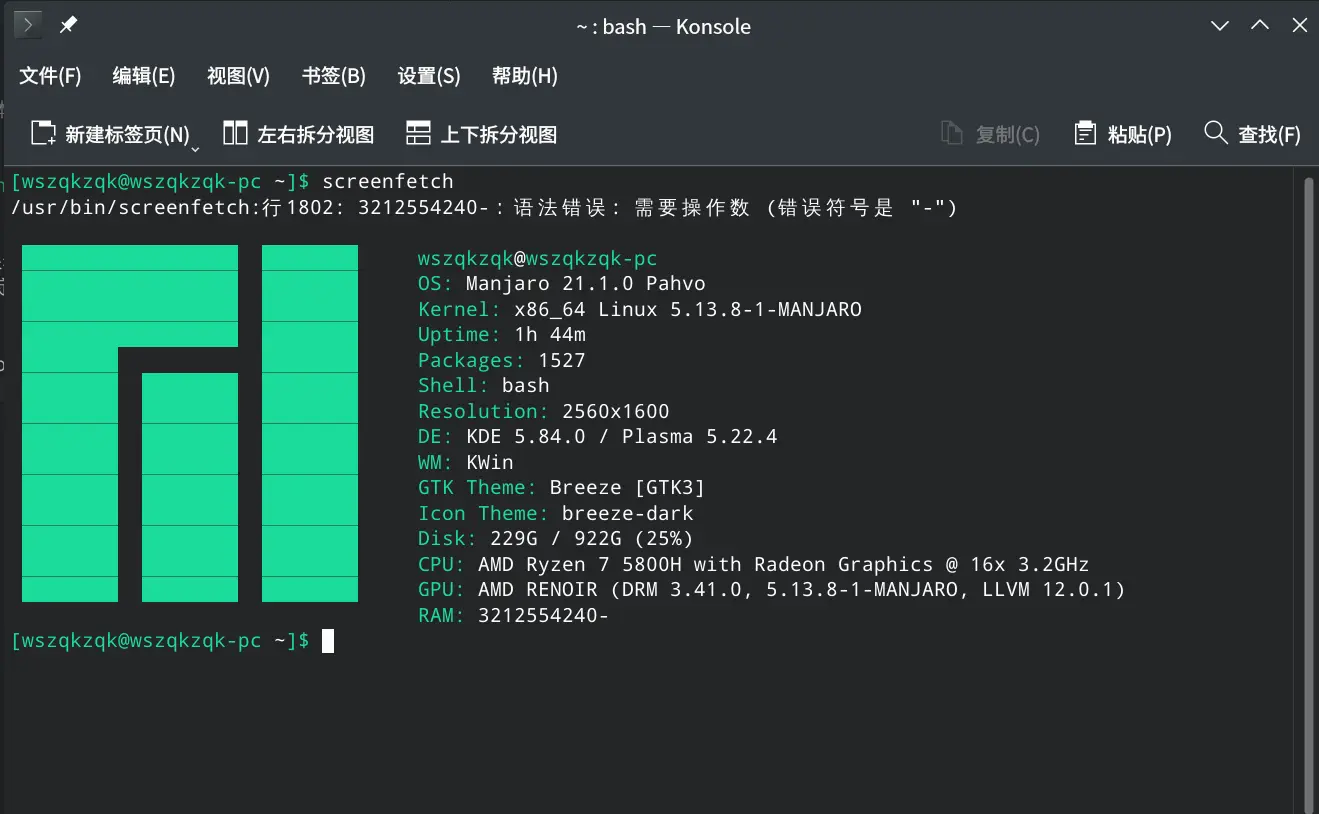 ~ : bash — Konsole
文件(F) 编辑(E) 视图(V) 书签(B) 设置(S) 帮助(H)
新建标签页(N) 左右拆分视图 上下拆分视图 复制(C) 粘贴(P) 查找(F)
[wszqkzqk@wszqkzqk-pc ~]$ screenfetch
/usr/bin/screenfetch:行1802: 3212554240-：语法错误: 需要操作数 (错误符号是 "-")
wszqkzqk@wszqkzqk-pc
OS: Manjaro 21.1.0 Pahvo
Kernel: x86_64 Linux 5.13.8-1-MANJARO
Uptime: 1h 44m
Packages: 1527
Shell: bash
Resolution: 2560x1600
DE: KDE 5.84.0 / Plasma 5.22.4
WM: KWin
GTK Theme: Breeze [GTK3]
Icon Theme: breeze-dark
Disk: 229G / 922G (25%)
CPU: AMD Ryzen 7 5800H with Radeon Graphics @ 16x 3.2GHz
GPU: AMD RENOIR (DRM 3.41.0, 5.13.8-1-MANJARO, LLVM 12.0.1)
RAM: 3212554240-
[wszqkzqk@wszqkzqk-pc ~]$